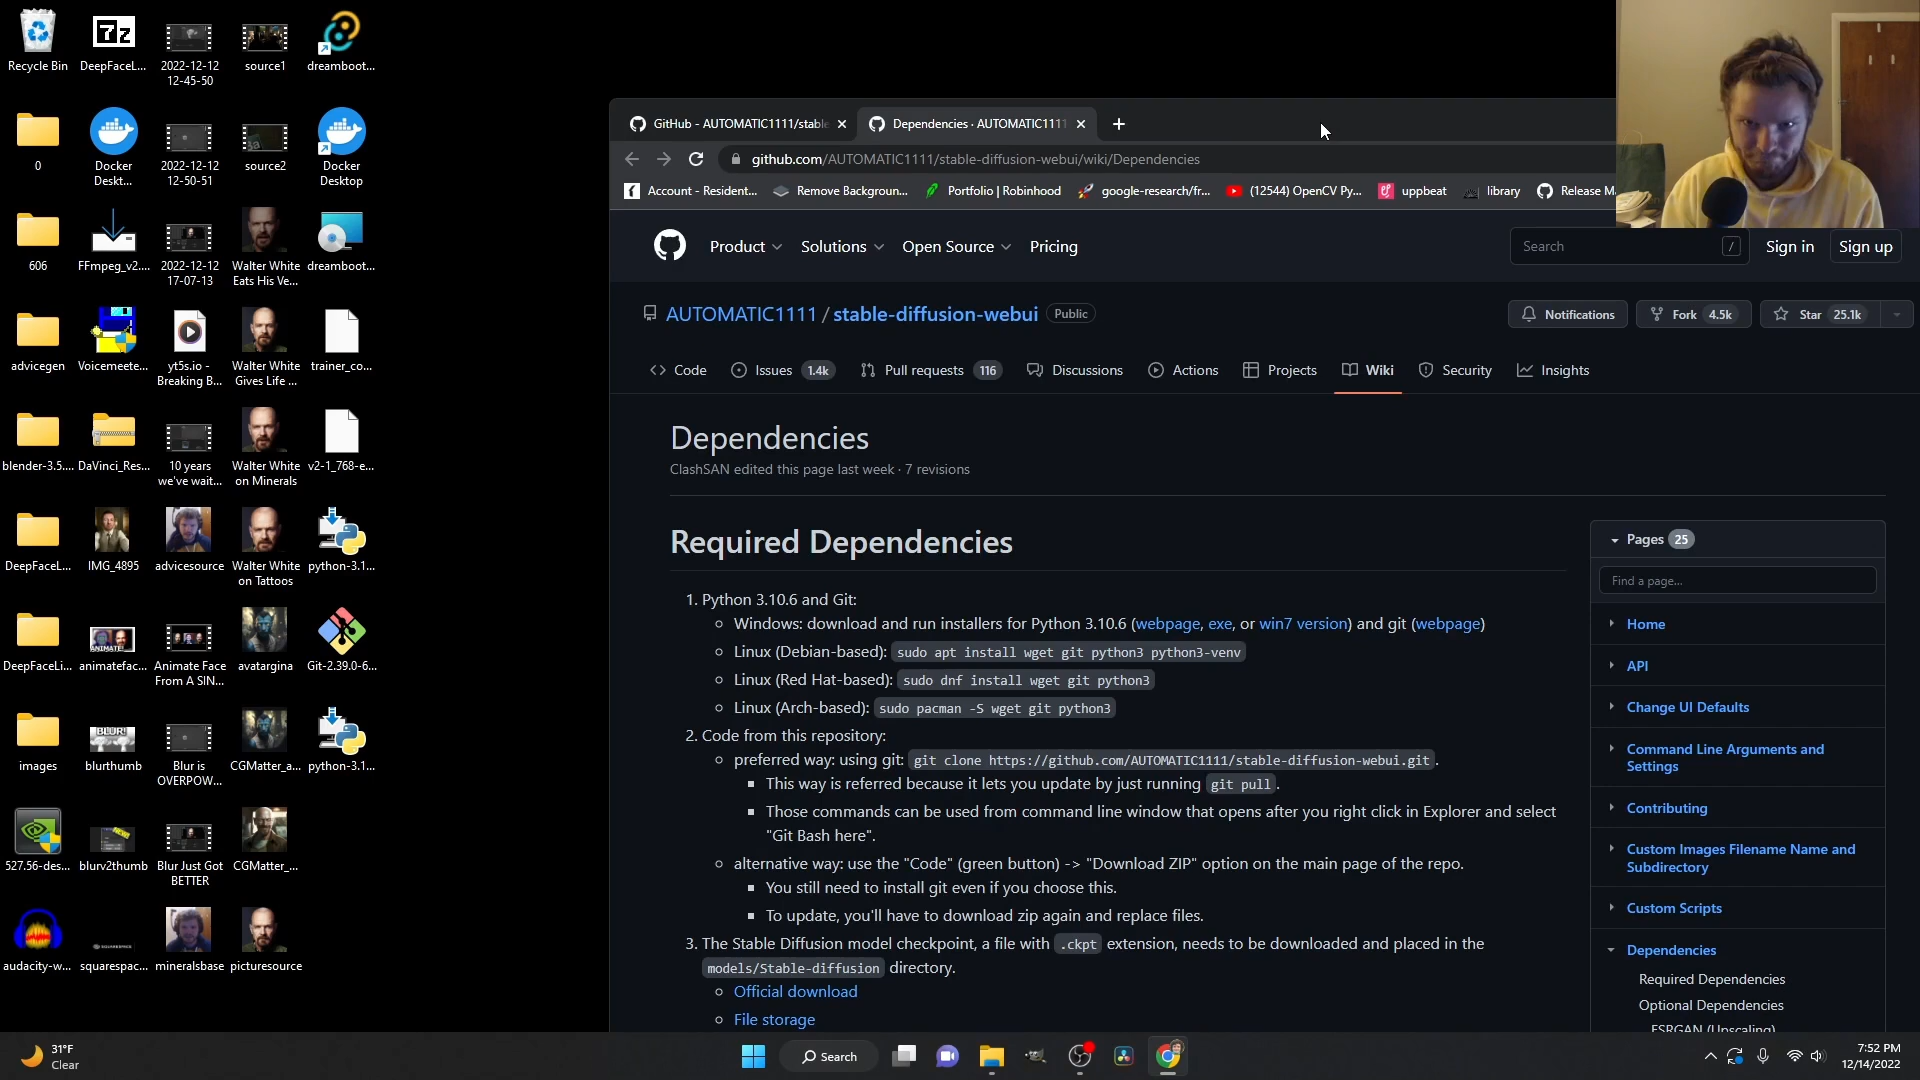 Recycle Bin
DeepFaceL...
2022-12-12
12-45-50
source1
dreamboot...
0
Docker
Deskt...
2022-12-12
12-50-51
source2
Docker
Desktop
606
FFmpeg_v2....
2022-12-12
17-07-13
Walter White
Eats His Ve...
dreamboot...
advicegen
Voicemeete...
yt5s.io -
Breaking B...
Walter White
Gives Life ...
trainer_co...
blender-3.5....
DaVinci_Res...
10 years
we've wait...
Walter White
on Minerals
v2-1_768-e...
DeepFaceL...
IMG_4895
advicesource
Walter White
on Tattoos
python-3.1...
DeepFaceLi...
animatefac...
Animate Face
From A SIN...
avatargina
Git-2.39.0-6...
images
BLUR!
blurthumb
Blur is
OVERPOW...
CGMatter_a...
python-3.1...
527.56-des...
blurv2thumb
Blur Just Got
BETTER
CGMatter_...
audacity-w...
squarespac...
mineralsbase
picturesource
GitHub - AUTOMATIC1111/stable
Dependencies · AUTOMATIC1111
github.com/AUTOMATIC1111/stable-diffusion-webui/wiki/Dependencies
Account - Resident...
Remove Backgroun...
Portfolio | Robinhood
google-research/fr...
(12544) OpenCV Py...
uppbeat
library
Release M
Product
Solutions
Open Source
Pricing
Search
/
Sign in
Sign up
AUTOMATIC1111 / stable-diffusion-webui Public
Notifications
Fork 4.5k
Star 25.1k
Code
Issues 1.4k
Pull requests 116
Discussions
Actions
Projects
Wiki
Security
Insights
Dependencies
ClashSAN edited this page last week · 7 revisions
Required Dependencies
1. Python 3.10.6 and Git:
Windows: download and run installers for Python 3.10.6 (webpage, exe, or win7 version) and git (webpage)
Linux (Debian-based): sudo apt install wget git python3 python3-venv
Linux (Red Hat-based): sudo dnf install wget git python3
Linux (Arch-based): sudo pacman -S wget git python3
2. Code from this repository:
preferred way: using git: git clone https://github.com/AUTOMATIC1111/stable-diffusion-webui.git.
This way is referred because it lets you update by just running git pull.
Those commands can be used from command line window that opens after you right click in Explorer and select
"Git Bash here".
alternative way: use the "Code" (green button) -> "Download ZIP" option on the main page of the repo.
You still need to install git even if you choose this.
To update, you'll have to download zip again and replace files.
3. The Stable Diffusion model checkpoint, a file with .ckpt extension, needs to be downloaded and placed in the
models/Stable-diffusion directory.
Official download
File storage
Pages 25
Find a page...
Home
API
Change UI Defaults
Command Line Arguments and
Settings
Contributing
Custom Images Filename Name and
Subdirectory
Custom Scripts
Dependencies
Required Dependencies
Optional Dependencies
ESRGAN (Upscaling)
31°F
Clear
Search
7:52 PM
12/14/2022